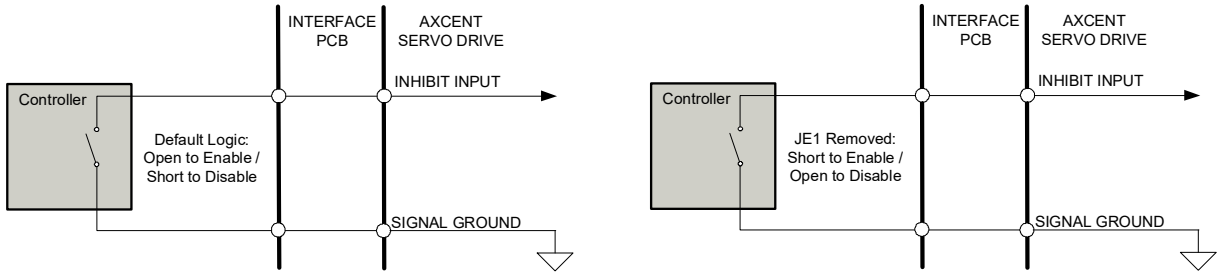 INTERFACE
PCB
AXCENT
SERVO DRIVE
INHIBIT INPUT
Controller
Default Logic:
Open to Enable /
Short to Disable
SIGNAL GROUND
INTERFACE
PCB
AXCENT
SERVO DRIVE
INHIBIT INPUT
Controller
JE1 Removed:
Short to Enable /
Open to Disable
SIGNAL GROUND